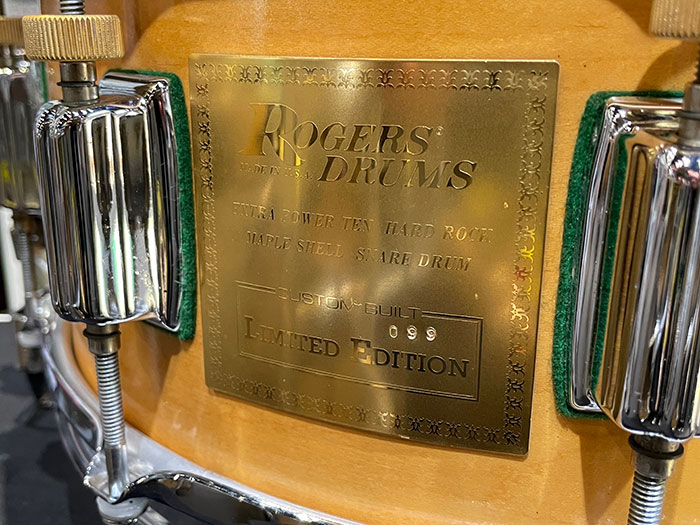 ROGERS®
MADE IN U.S.A. DRUMS
EXTRA POWER TEN HARD ROCK
MAPLE SHELL SNARE DRUM
CUSTOM BUILT
099
LIMITED EDITION